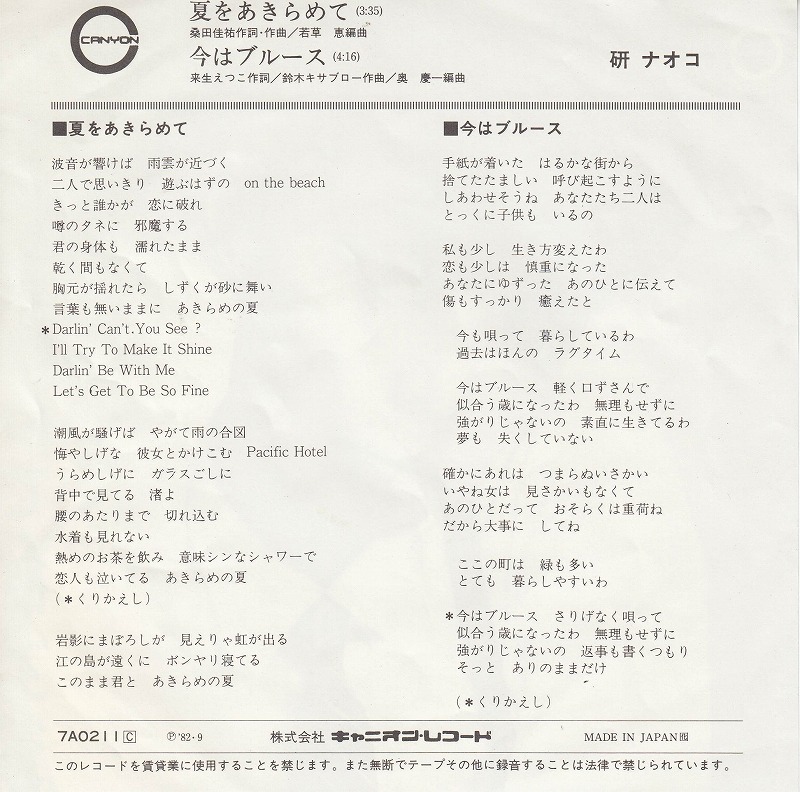 CANYON
夏をあきらめて (3:35)
桑田佳祐作詞・作曲／若草　恵編曲
今はブルース (4:16)
来生えつこ作詞／鈴木キサブロー作曲／奥　慶一編曲
研 ナオコ
■夏をあきらめて
波音が響けば　雨雲が近づく
二人で思いきり　遊ぶはずの　on the beach
きっと誰かが　恋に破れ
噂のタネに　邪魔する
君の身体も　濡れたまま
乾く間もなくて
胸元が揺れたら　しずくが砂に舞い
言葉も無いままに　あきらめの夏
＊Darlin' Can't.You See ?
I'll Try To Make It Shine
Darlin' Be With Me
Let's Get To Be So Fine
潮風が騒げば　やがて雨の合図
悔やしげな　彼女とかけこむ　Pacific Hotel
うらめしげに　ガラスごしに
背中で見てる　渚よ
腰のあたりまで　切れ込む
水着も見れない
熱めのお茶を飲み　意味シンなシャワーで
恋人も泣いてる　あきらめの夏
(＊くりかえし)
岩影にまぼろしが　見えりゃ虹が出る
江の島が遠くに　ボンヤリ寝てる
このまま君と　あきらめの夏
■今はブルース
手紙が着いた　はるかな街から
捨てたたましい　呼び起こすように
しあわせそうね　あなたたち二人は
とっくに子供も　いるの
私も少し　生き方変えたわ
恋も少しは　慎重になった
あなたにゆずった　あのひとに伝えて
傷もすっかり　癒えたと
今も唄って　暮らしているわ
過去はほんの　ラグタイム
今はブルース　軽く口ずさんで
似合う歳になったわ　無理もせずに
強がりじゃないの　素直に生きてるわ
夢も　失くしていない
確かにあれは　つまらぬいさかい
いやね女は　見さかいもなくて
あのひとだって　おそらくは重荷ね
だから大事に　してね
ここの町は　緑も多い
とても　暮らしやすいわ
＊今はブルース　さりげなく唄って
似合う歳になったわ　無理もせずに
強がりじゃないの　返事も書くつもり
そっと　ありのままだけ
(＊くりかえし)
7A0211 C　℗'82・9　株式会社 キャニオン・レコード　MADE IN JAPAN
このレコードを賃貸業に使用することを禁じます。また無断でテープその他に録音することは法律で禁じられています。